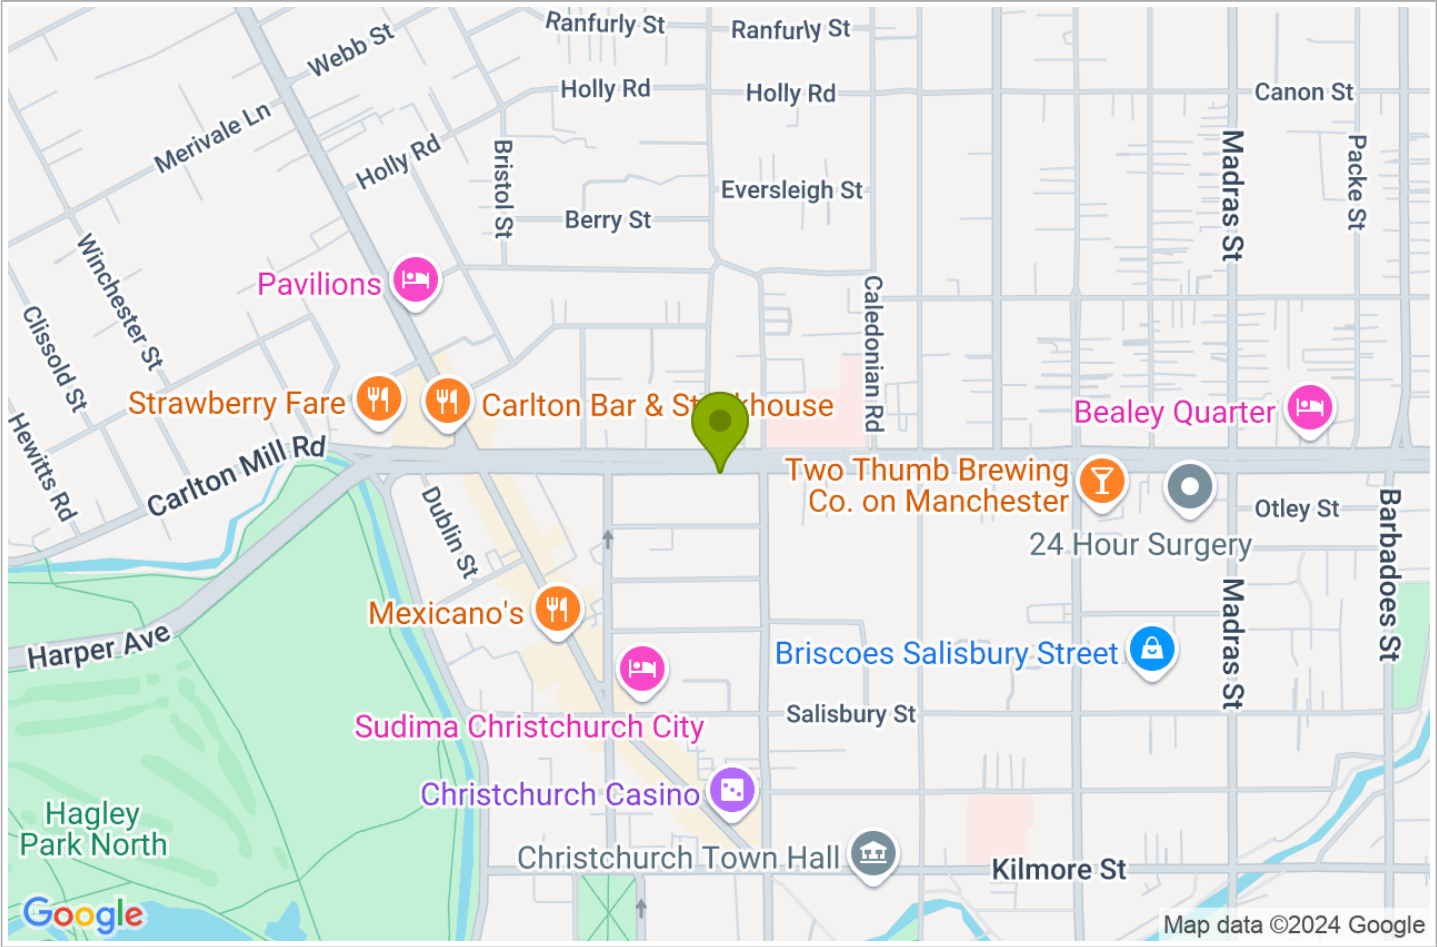 Ranfurly St
Ranfurly St
Webb St
Holly Rd
Holly Rd
Canon St
Merivale Ln
Holly Rd
Bristol St
Madras St
Packe St
Eversleigh St
Berry St
Winchester St
Pavilions
Clissold St
Caledonian Rd
Strawberry Fare
Carlton Bar &
Bealey Quarter
Hewitts Rd
Carlton Mill Rd
Two Thumb Brewing
Co. on Manchester
Dublin St
Otley St
Barbadoes St
24 Hour Surgery
Mexicano's
Madras St
Harper Ave
Briscoes Salisbury Street
Sudima Christchurch City
Salisbury St
Christchurch Casino
Hagley
Park North
Christchurch Town Hall
Kilmore St
Google
Map data ©2024 Google